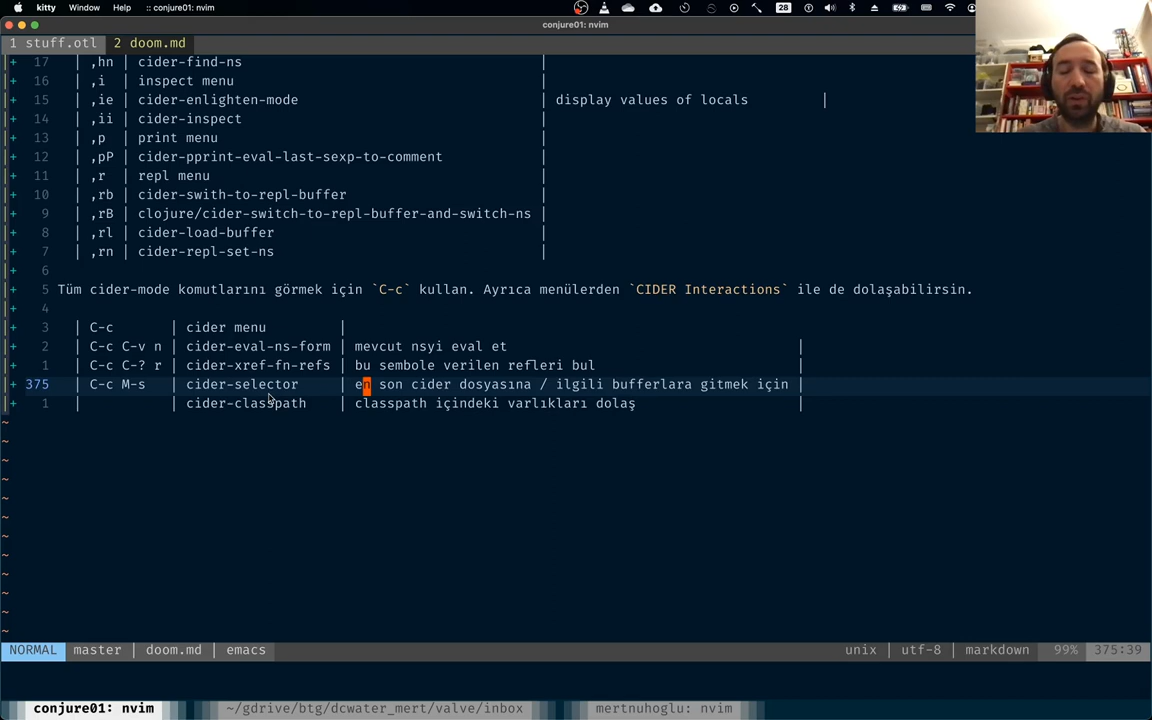 kitty Window Help :: conjure01: nvim 28
conjure01: nvim
1 stuff.otl 2 doom.md
+ 17 | ,hn | cider-find-ns |
+ 16 | ,i | inspect menu |
+ 15 | ,ie | cider-enlighten-mode | display values of locals |
+ 14 | ,ii | cider-inspect |
+ 13 | ,p | print menu |
+ 12 | ,pP | cider-pprint-eval-last-sexp-to-comment |
+ 11 | ,r | repl menu |
+ 10 | ,rb | cider-swith-to-repl-buffer |
+ 9 | ,rB | clojure/cider-switch-to-repl-buffer-and-switch-ns |
+ 8 | ,rl | cider-load-buffer |
+ 7 | ,rn | cider-repl-set-ns |
+ 6
+ 5 Tüm cider-mode komutlarını görmek için `C-c` kullan. Ayrıca menülerden `CIDER Interactions` ile de dolaşabilirsin.
+ 4
+ 3 | C-c | cider menu |
+ 2 | C-c C-v n | cider-eval-ns-form | mevcut nsyi eval et |
+ 1 | C-c C-? r | cider-xref-fn-refs | bu sembole verilen refleri bul |
+ 375 | C-c M-s | cider-selector | en son cider dosyasına / ilgili bufferlara gitmek için |
+ 1 | | cider-classpath | classpath içindeki varlıkları dolaş |
~
~
~
~
~
~
~
~
~
~
~
~
NORMAL master | doom.md | emacs unix | utf-8 | markdown 99% 375:39
conjure01: nvim ~/gdrive/btg/dcwater_mert/valve/inbox mertnuhoglu: nvim